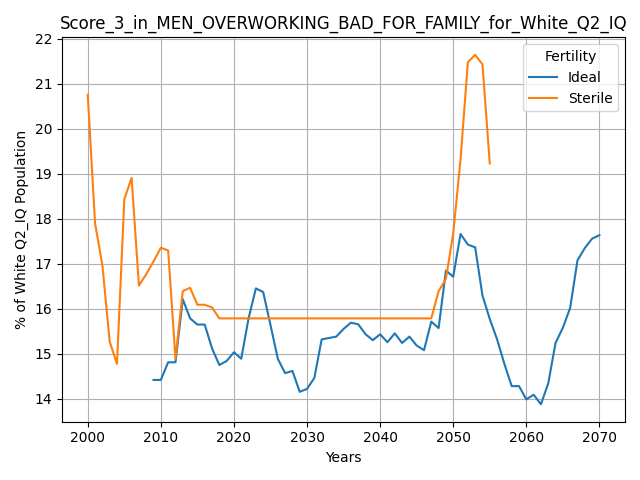 Score_3_in_MEN_OVERWORKING_BAD_FOR_FAMILY_for_White_Q2_IQ
22
21
20
19
18
17
16
15
14
% of White Q2_IQ Population
Fertility
Ideal
Sterile
2000 2010 2020 2030 2040 2050 2060 2070
Years